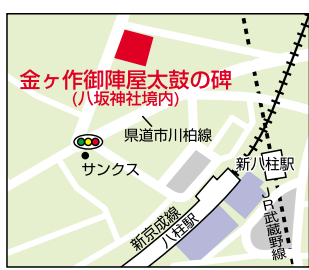 金ヶ作御陣屋太鼓の碑
(八坂神社境内)
県道市川柏線
サンクス
新八柱駅
JR武蔵野線
新京成線
八柱駅